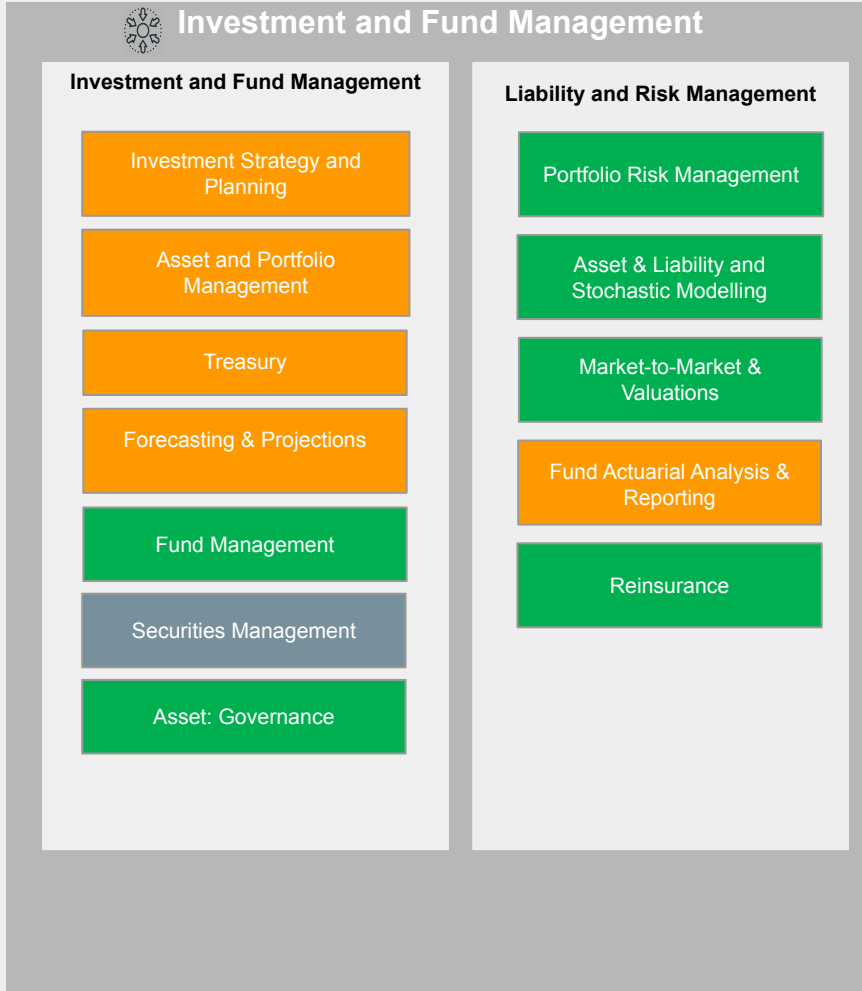 Investment and Fund Management
Investment and Fund Management
Investment Strategy and
Planning
Asset and Portfolio
Management
Treasury
Forecasting & Projections
Fund Management
Securities Management
Asset: Governance
Liability and Risk Management
Portfolio Risk Management
Asset & Liability and
Stochastic Modelling
Market-to-Market &
Valuations
Fund Actuarial Analysis &
Reporting
Reinsurance